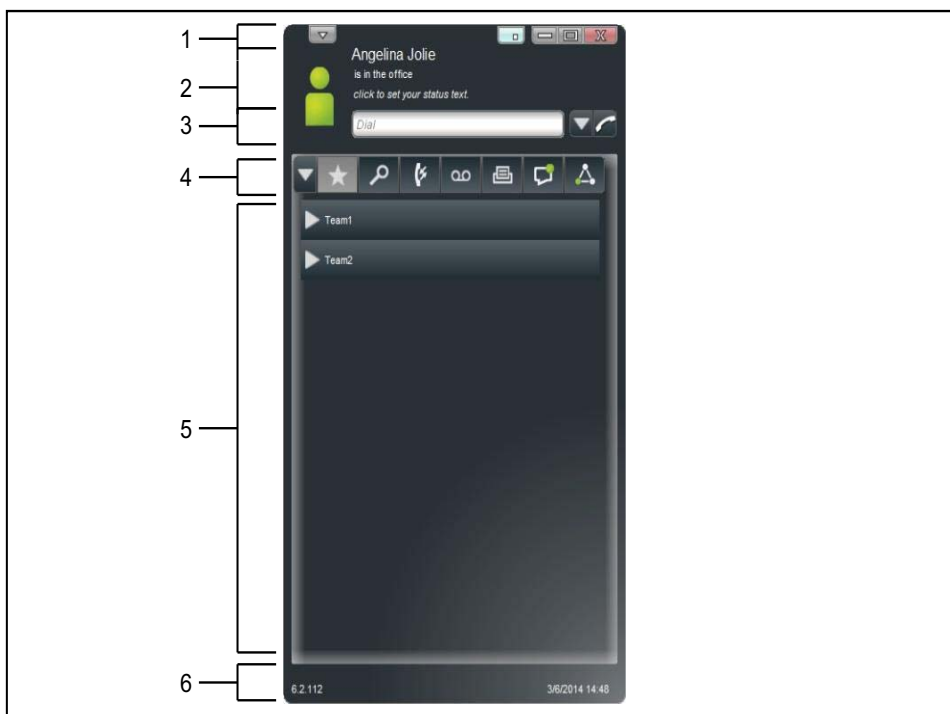 1
2
3
4
5
6
Angelina Jolie
is in the office
click to set your status text.
Dial
Team1
Team2
6.2.112
3/6/2014 14:48